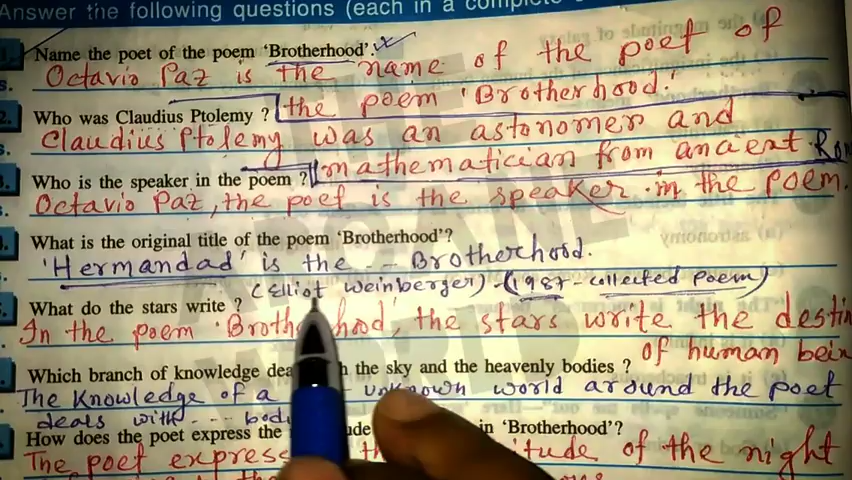 Answer the following questions (each in a complete
Name the poet of the poem 'Brotherhood'.
Octavio Paz is the name of the poet of
the poem 'Brotherhood.'
Who was Claudius Ptolemy ?
Claudius Ptolemy was an astonomer and
mathematician from
Who is the speaker in the poem ?
Octavio Paz, the poet is the speaker in the poem.
What is the original title of the poem 'Brotherhood'?
'Hermandad' is the --- Brotherhood.
(Elliot Weinberger) - (1987 - collected poem)
What do the stars write ?
In the poem the stars write the destin
of human bein
Which branch of knowledge dea the sky and the heavenly bodies ?
The Knowledge of a unknown world around the poet
deals with ---
How does the poet express the in 'Brotherhood'?
The poet express itude of the night